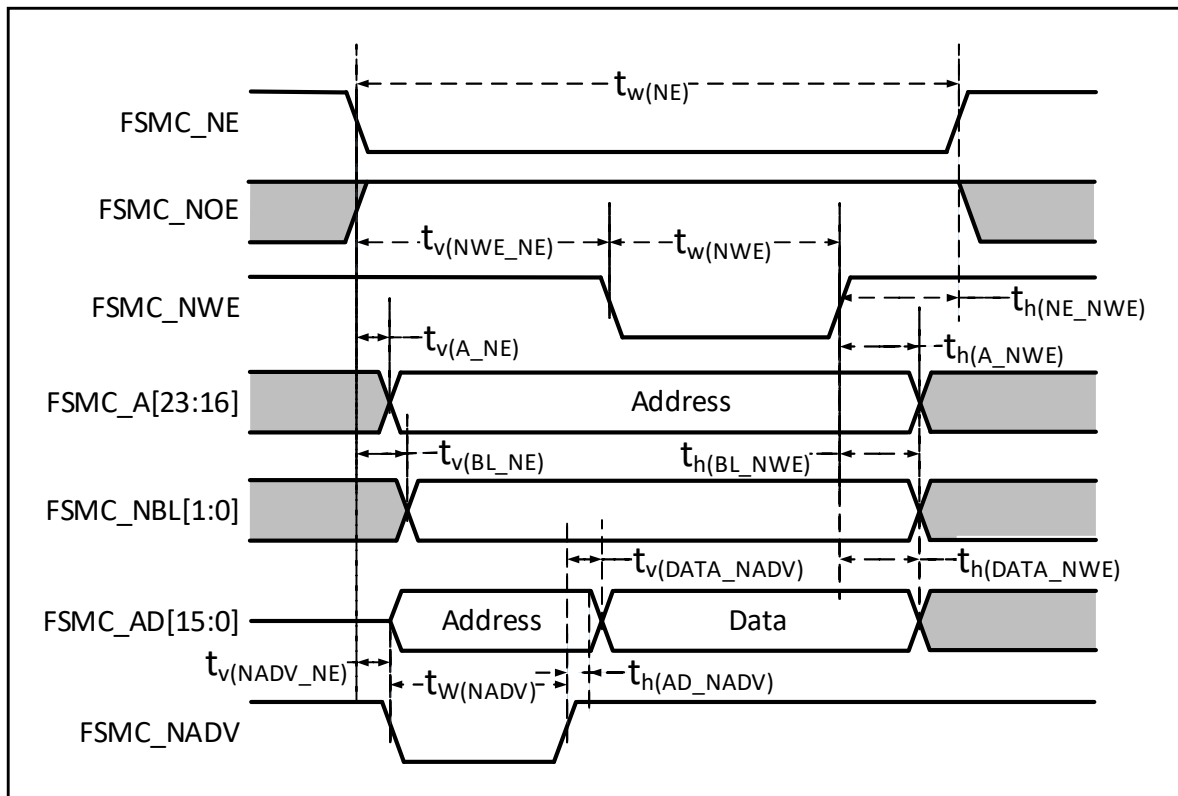 tw(NE)
FSMC_NE
FSMC_NOE
tv(NWE_NE)
tw(NWE)
FSMC_NWE
th(NE_NWE)
tv(A_NE)
th(A_NWE)
FSMC_A[23:16]
Address
tv(BL_NE)
th(BL_NWE)
FSMC_NBL[1:0]
tv(DATA_NADV)
th(DATA_NWE)
FSMC_AD[15:0]
Address
Data
tv(NADV_NE)
tW(NADV)
th(AD_NADV)
FSMC_NADV